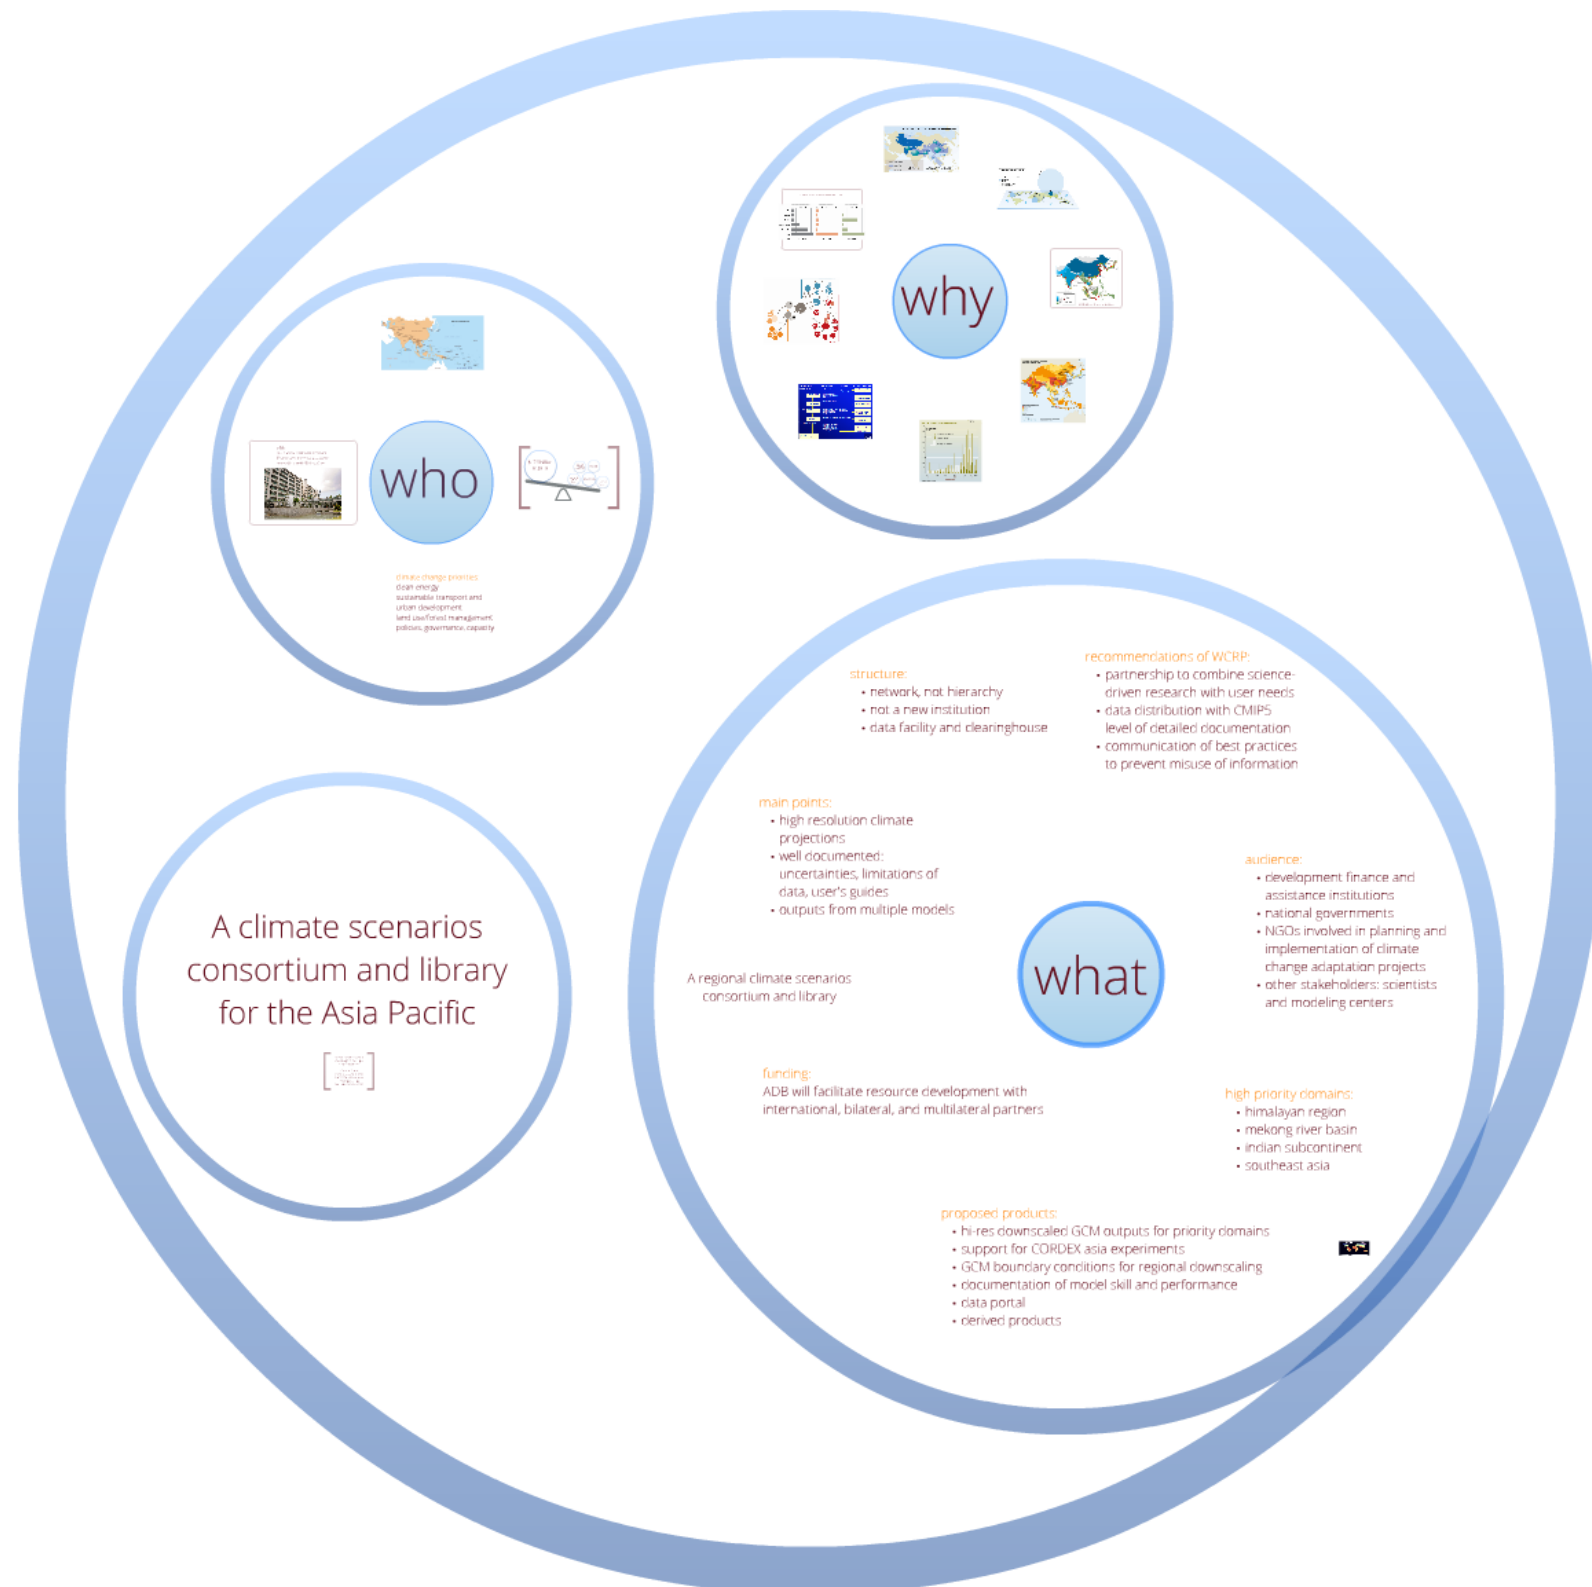 why
who
climate change priorities
clean energy
sustainable transport and
urban development
land use/forest management
policies, governance, capacity
A climate scenarios
consortium and library
for the Asia Pacific
structure:
• network, not hierarchy
• not a new institution
• data facility and clearinghouse
recommendations of WCRP:
• partnership to combine science-
driven research with user needs
• data distribution with CMIP5
level of detailed documentation
• communication of best practices
to prevent misuse of information
main points:
• high resolution climate
projections
• well documented:
uncertainties, limitations of
data, user's guides
• outputs from multiple models
audience:
• development finance and
assistance institutions
• national governments
• NGOs involved in planning and
implementation of climate
change adaptation projects
• other stakeholders: scientists
and modeling centers
what
A regional climate scenarios
consortium and library
funding:
ADB will facilitate resource development with
international, bilateral, and multilateral partners
high priority domains:
• himalayan region
• mekong river basin
• indian subcontinent
• southeast asia
proposed products:
• hi-res downscaled GCM outputs for priority domains
• support for CORDEX asia experiments
• GCM boundary conditions for regional downscaling
• documentation of model skill and performance
• data portal
• derived products